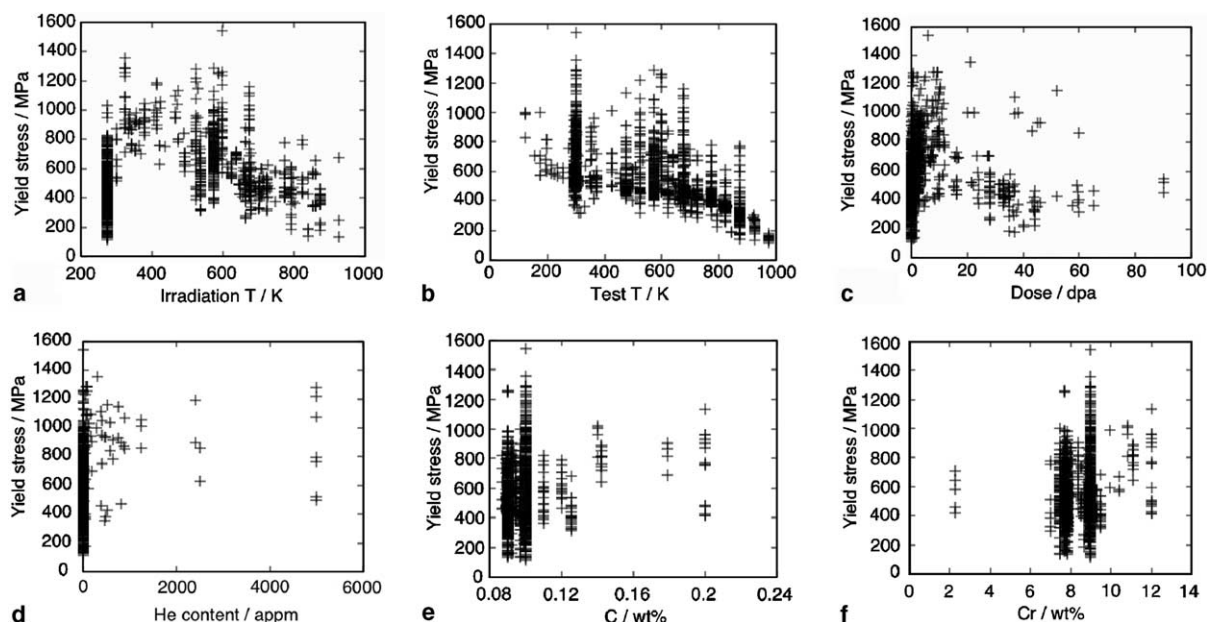 1600
1400
1200
1000
800
600
400
200
0
Yield stress / MPa
200 400 600 800 1000
Irradiation T / K
a
1600
1400
1200
1000
800
600
400
200
0
Yield stress / MPa
0 200 400 600 800 1000
Test T / K
b
1600
1400
1200
1000
800
600
400
200
0
Yield stress / MPa
0 20 40 60 80 100
Dose / dpa
c
1600
1400
1200
1000
800
600
400
200
0
Yield stress / MPa
0 2000 4000 6000
He content / appm
d
1600
1400
1200
1000
800
600
400
200
0
Yield stress / MPa
0.08 0.12 0.16 0.2 0.24
C / wt%
e
1600
1400
1200
1000
800
600
400
200
0
Yield stress / MPa
0 2 4 6 8 10 12 14
Cr / wt%
f